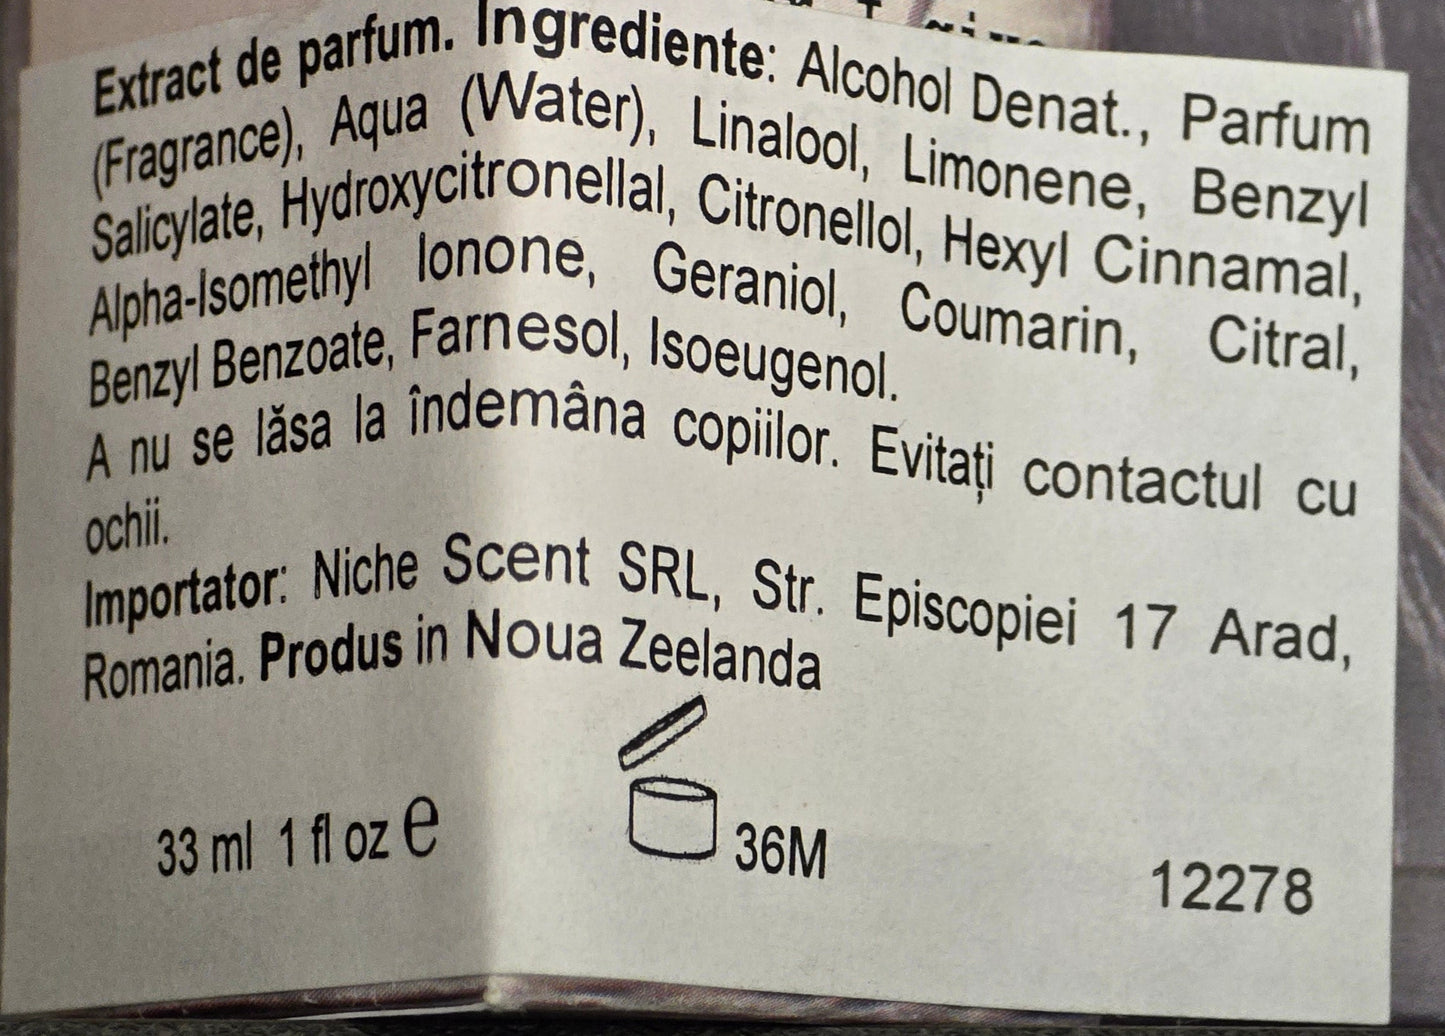 Extract de parfum. Ingrediente: Alcohol Denat., Parfum
(Fragrance), Aqua (Water), Linalool, Limonene, Benzyl
Salicylate, Hydroxycitronellal, Citronellol, Hexyl Cinnamal,
Alpha-Isomethyl Ionone, Geraniol, Coumarin, Citral,
Benzyl Benzoate, Farnesol, Isoeugenol.
A nu se lăsa la îndemâna copiilor. Evitați contactul cu
ochii.
Importator: Niche Scent SRL, Str. Episcopiei 17 Arad,
Romania. Produs in Noua Zeelanda
33 ml 1 fl oz e
36M
12278